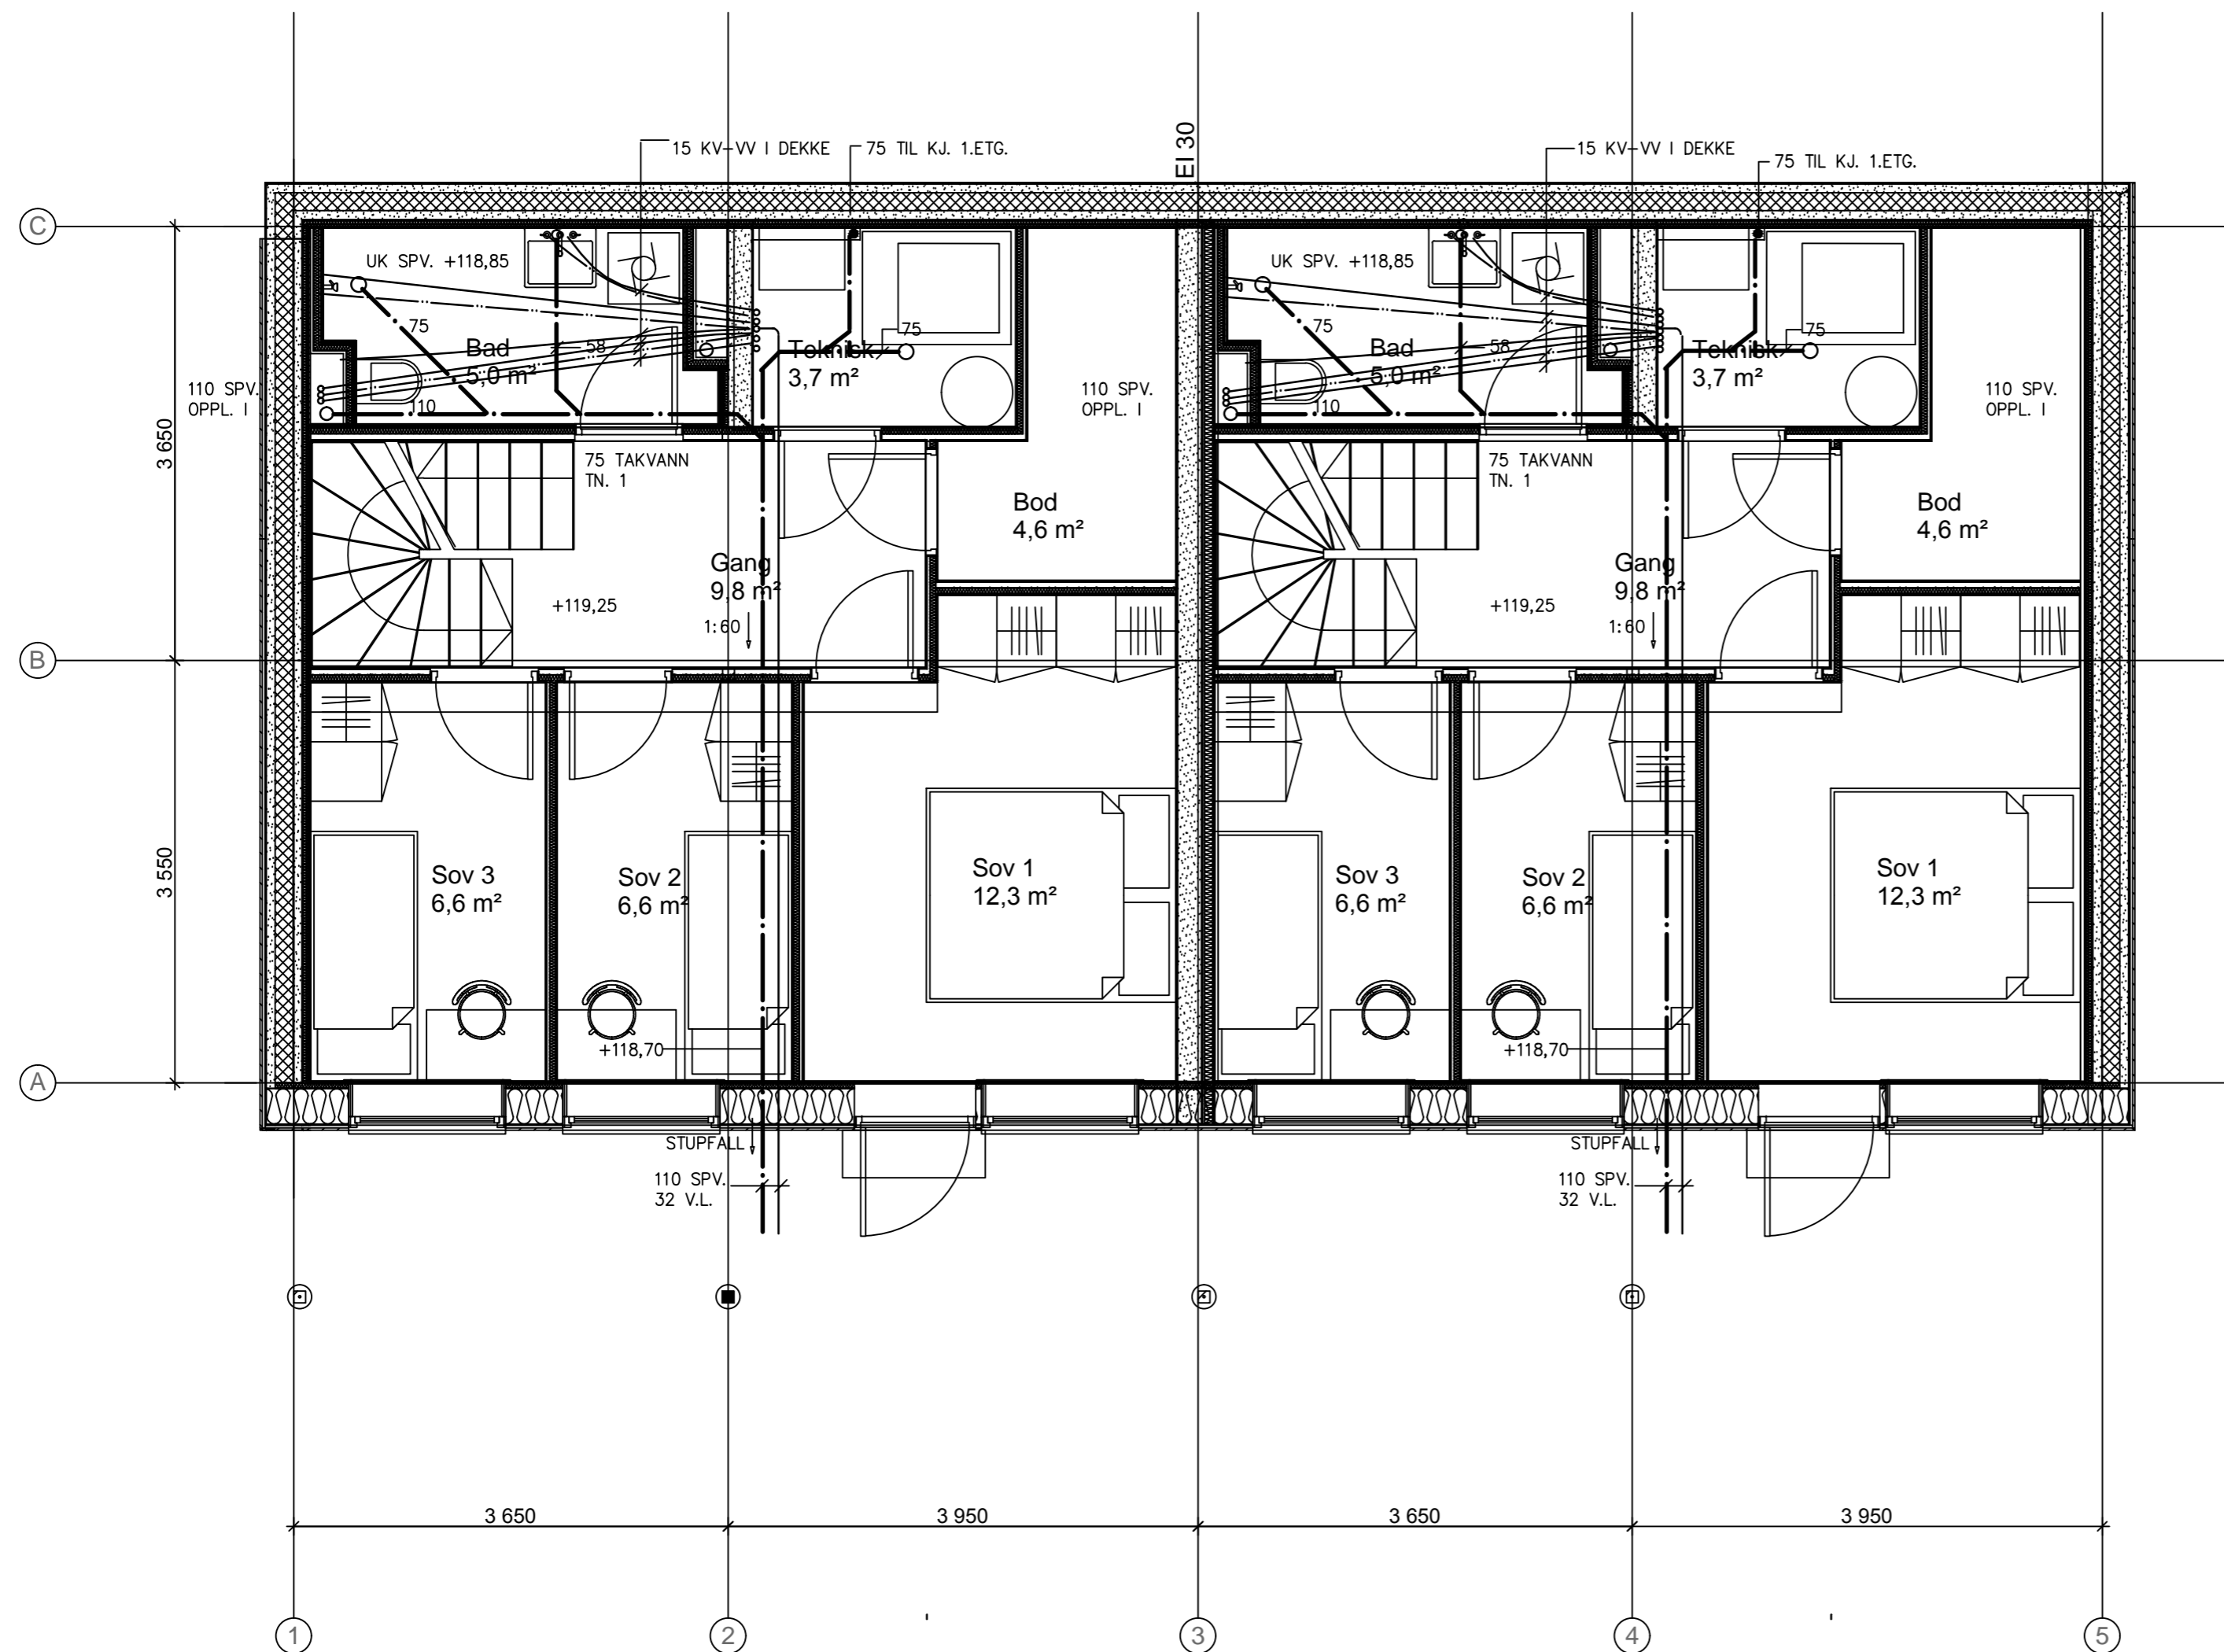 EI 30
15 KV-VV I DEKKE
75 TIL KJ. 1.ETG.
15 KV-VV I DEKKE
75 TIL KJ. 1.ETG.
C
UK SPV. +118,85
UK SPV. +118,85
75
75
75
75
Bad
5,0 m²
58
Teknisk
3,7 m²
Bad
5,0 m²
58
Teknisk
3,7 m²
110 SPV.
OPPL. I
110
110 SPV.
OPPL. I
110
110 SPV.
OPPL. I
3 650
75 TAKVANN
TN. 1
75 TAKVANN
TN. 1
Bod
4,6 m²
Bod
4,6 m²
Gang
9,8 m²
Gang
9,8 m²
+119,25
1:60
+119,25
1:60
B
3 550
Sov 3
6,6 m²
Sov 2
6,6 m²
Sov 1
12,3 m²
Sov 3
6,6 m²
Sov 2
6,6 m²
Sov 1
12,3 m²
+118,70
+118,70
A
STUPFALL
STUPFALL
110 SPV.
32 V.L.
110 SPV.
32 V.L.
3 650
3 950
3 650
3 950
1
2
3
4
5